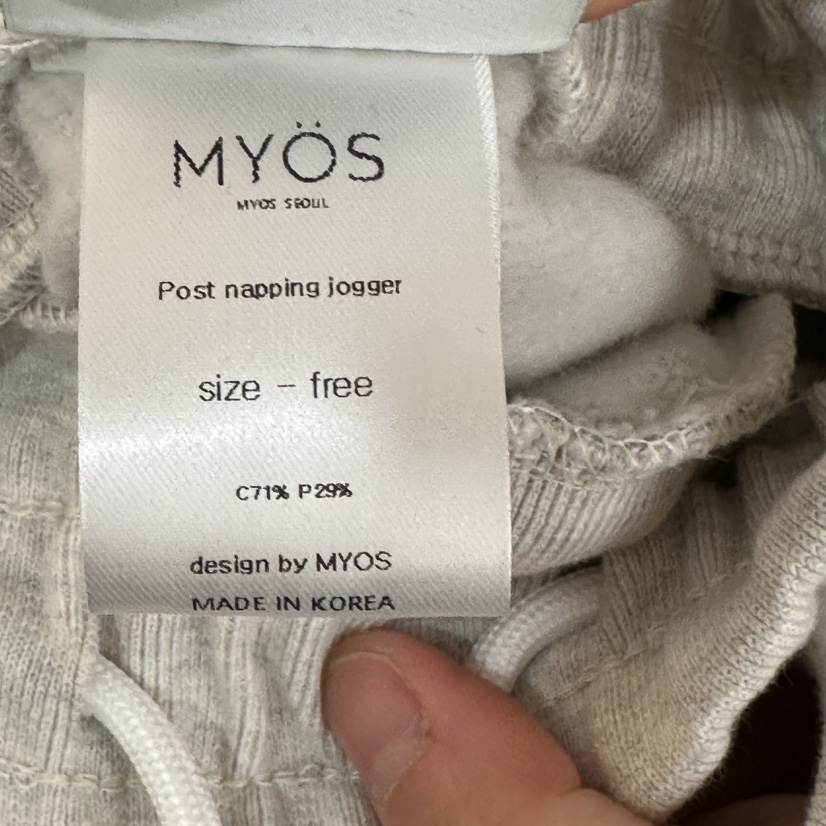 MYÖS
MYOS SEOUL
Post napping jogger
size - free
C71% P29%
design by MYOS
MADE IN KOREA